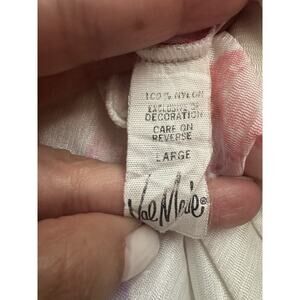 100% NYLON
EXCLUSIVE OF
DECORATION
CARE ON
REVERSE
LARGE
Val Mode®